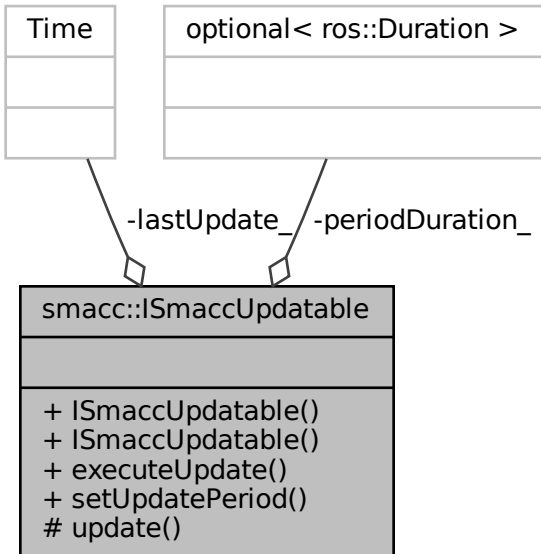 Time
optional< ros::Duration >
-lastUpdate_
-periodDuration_
smacc::ISmaccUpdatable
+ ISmaccUpdatable()
+ ISmaccUpdatable()
+ executeUpdate()
+ setUpdatePeriod()
# update()